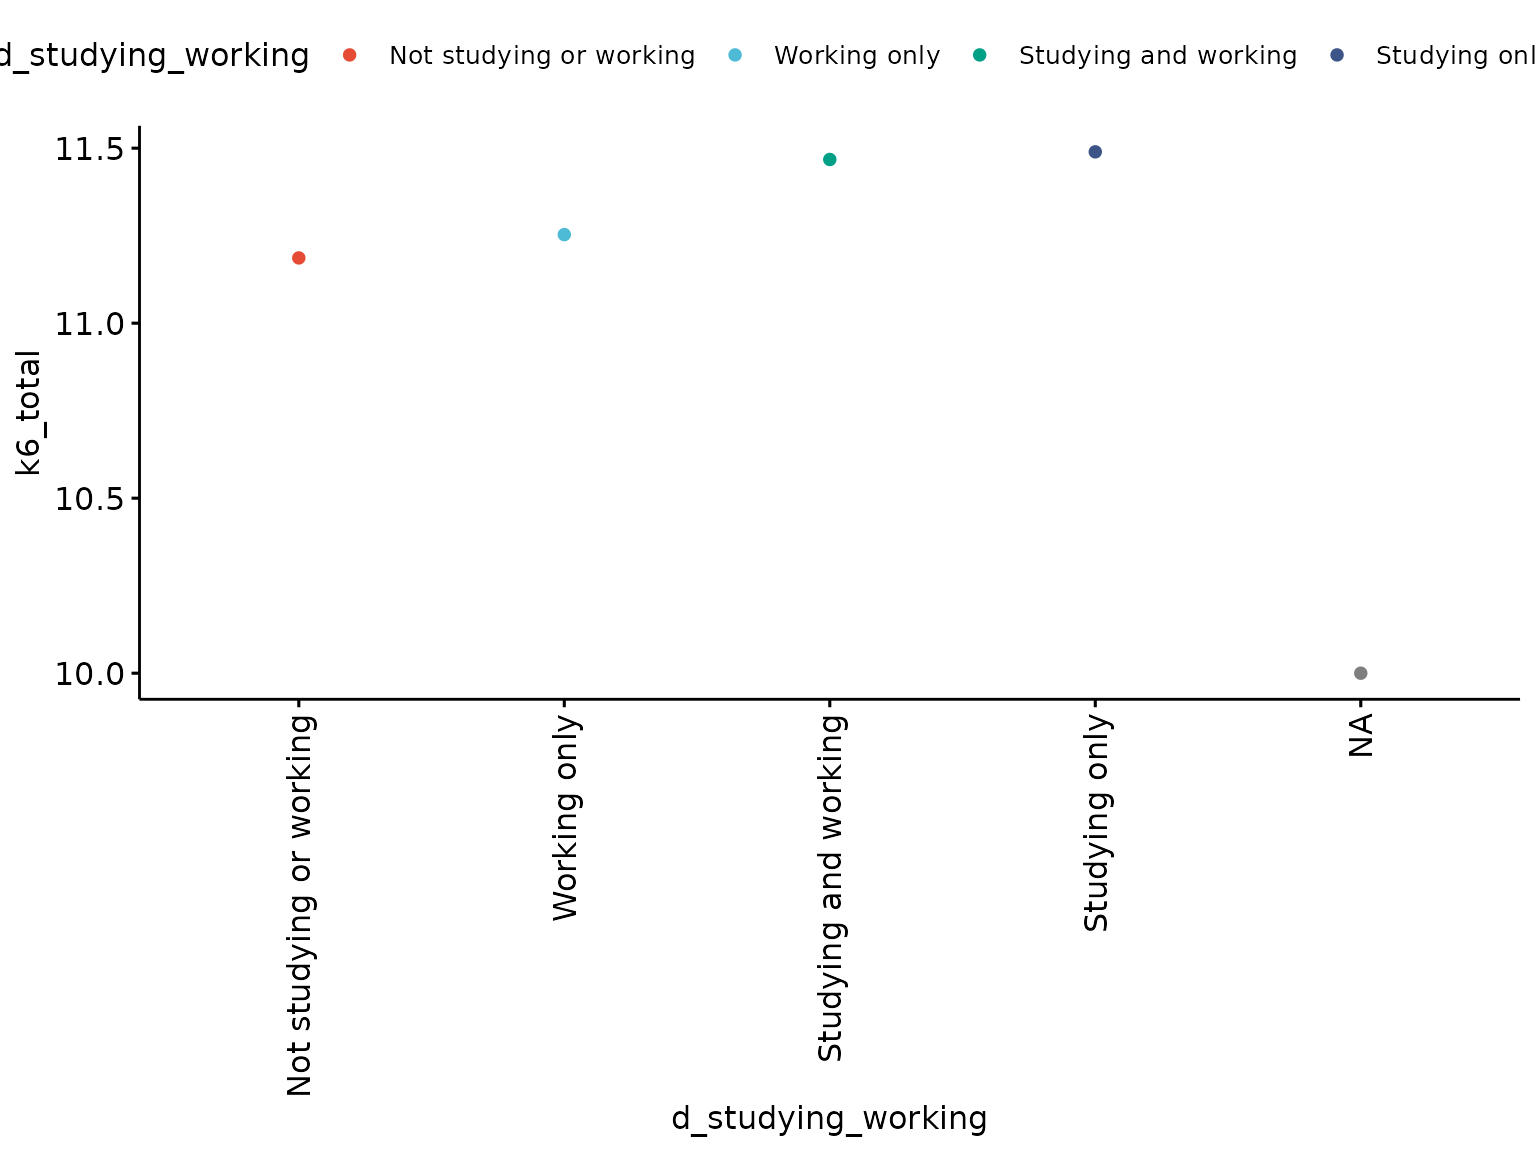 d_studying_working Not studying or working Working only Studying and working Studying onl
11.5
11.0
10.5
10.0
k6_total
Not studying or working
Working only
Studying and working
Studying only
NA
d_studying_working